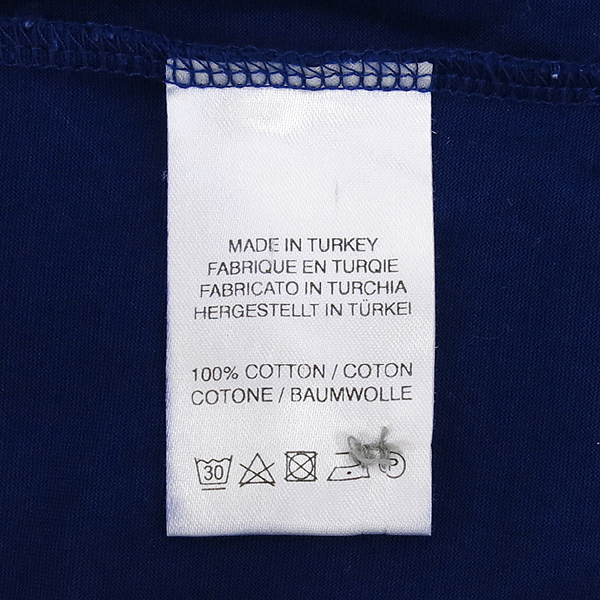 MADE IN TURKEY
FABRIQUE EN TURQIE
FABRICATO IN TURCHIA
HERGESTELLT IN TÜRKEI
100% COTTON / COTON
COTONE / BAUMWOLLE
30